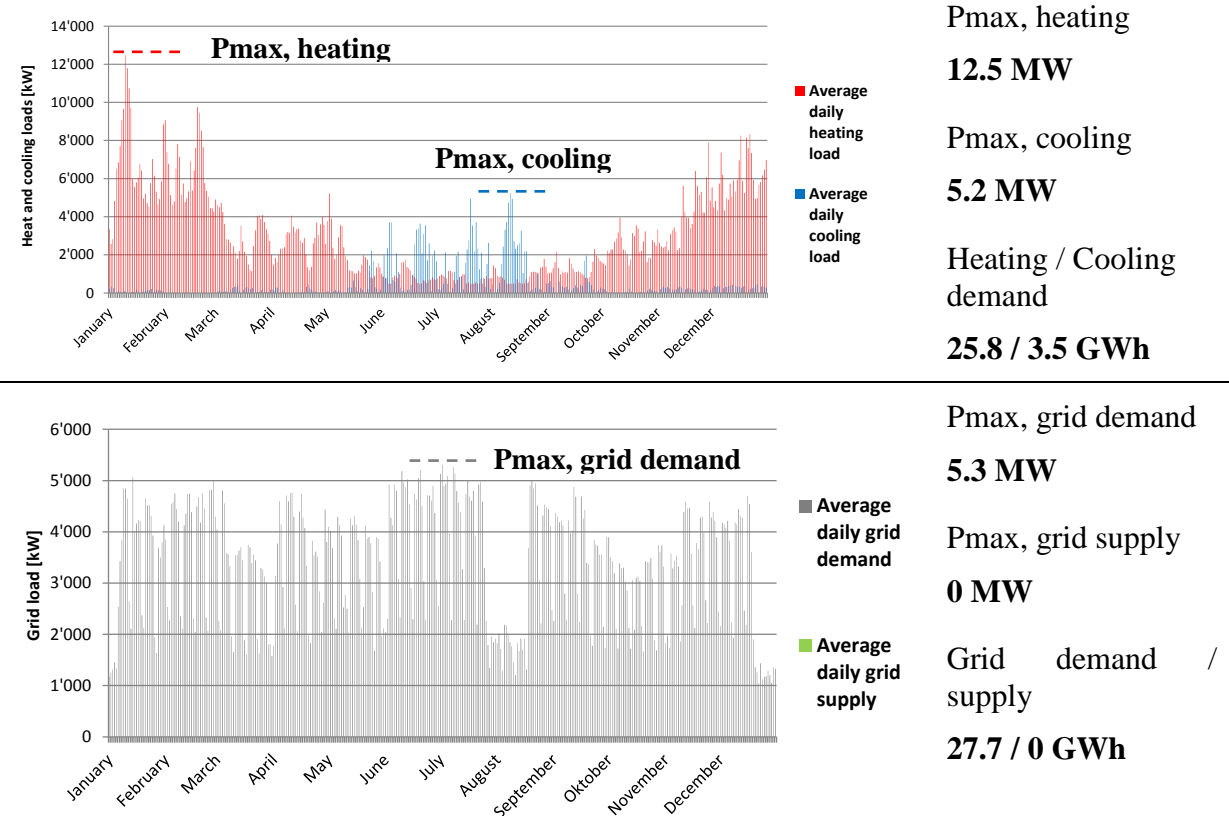 14'000
12'000
10'000
8'000
6'000
4'000
2'000
0
Heat and cooling loads [kW]
Pmax, heating
Pmax, cooling
January
February
March
April
May
June
July
August
September
October
November
December
Average
daily
heating
load
Average
daily
cooling
load
Pmax, heating
12.5 MW
Pmax, cooling
5.2 MW
Heating / Cooling
demand
25.8 / 3.5 GWh
6'000
5'000
4'000
3'000
2'000
1'000
0
Grid load [kW]
Pmax, grid demand
January
February
March
April
May
June
July
August
September
Oktober
November
December
Average
daily grid
demand
Average
daily grid
supply
Pmax, grid demand
5.3 MW
Pmax, grid supply
0 MW
Grid demand /
supply
27.7 / 0 GWh